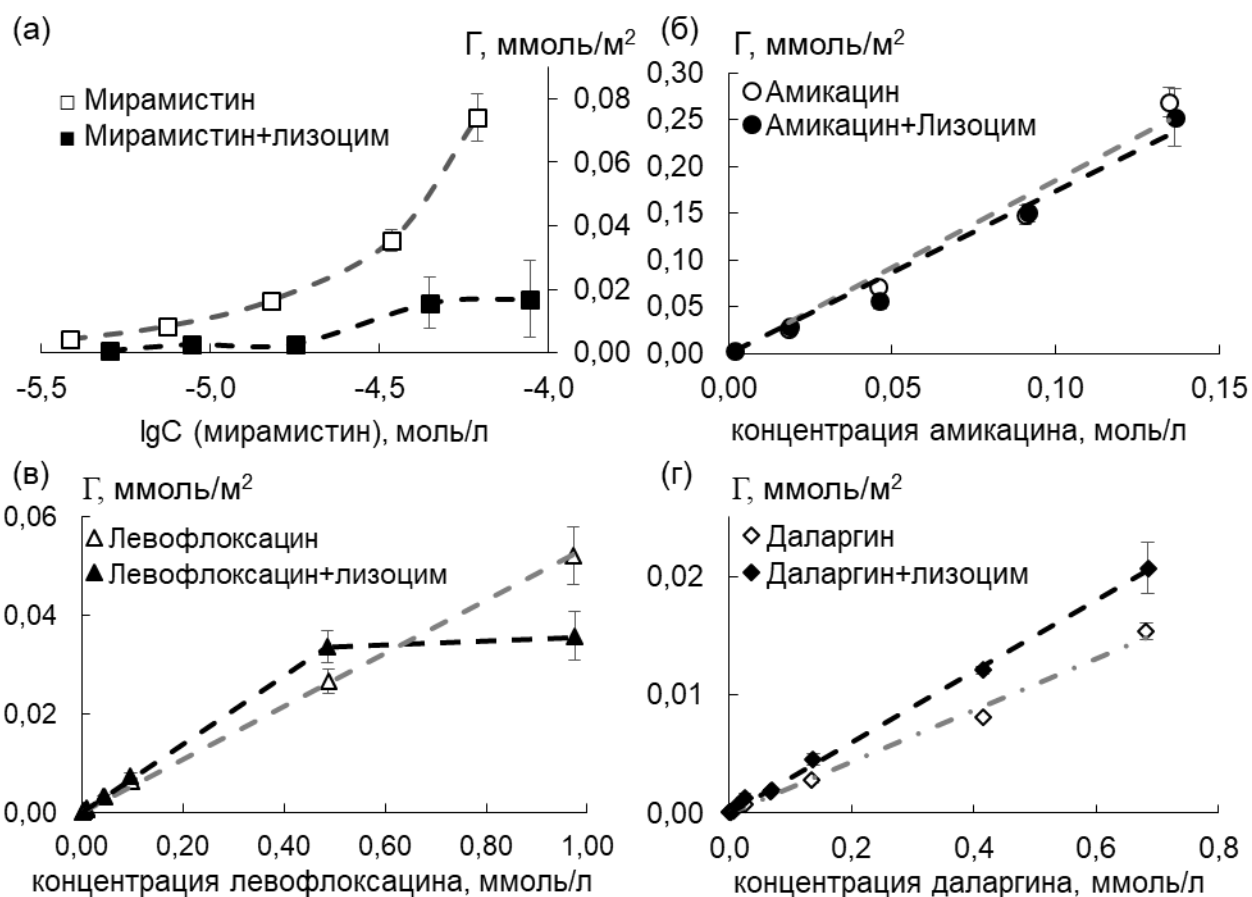 (а)
Г, ммоль/м²
Мирамистин
Мирамистин+лизоцим
0,08
0,06
0,04
0,02
0,00
-5,5 -5,0 -4,5 -4,0
lgC (мирамистин), моль/л
(б)
Г, ммоль/м²
Амикацин
Амикацин+Лизоцим
0,30
0,25
0,20
0,15
0,10
0,05
0,00
0,00 0,05 0,10 0,15
концентрация амикацина, моль/л
(в)
Г, ммоль/м²
Левофлоксацин
Левофлоксацин+лизоцим
0,06
0,04
0,02
0,00
0,00 0,20 0,40 0,60 0,80 1,00
концентрация левофлоксацина, ммоль/л
(г)
Г, ммоль/м²
Даларгин
Даларгин+лизоцим
0,02
0,01
0,00
0,0 0,2 0,4 0,6 0,8
концентрация даларгина, ммоль/л